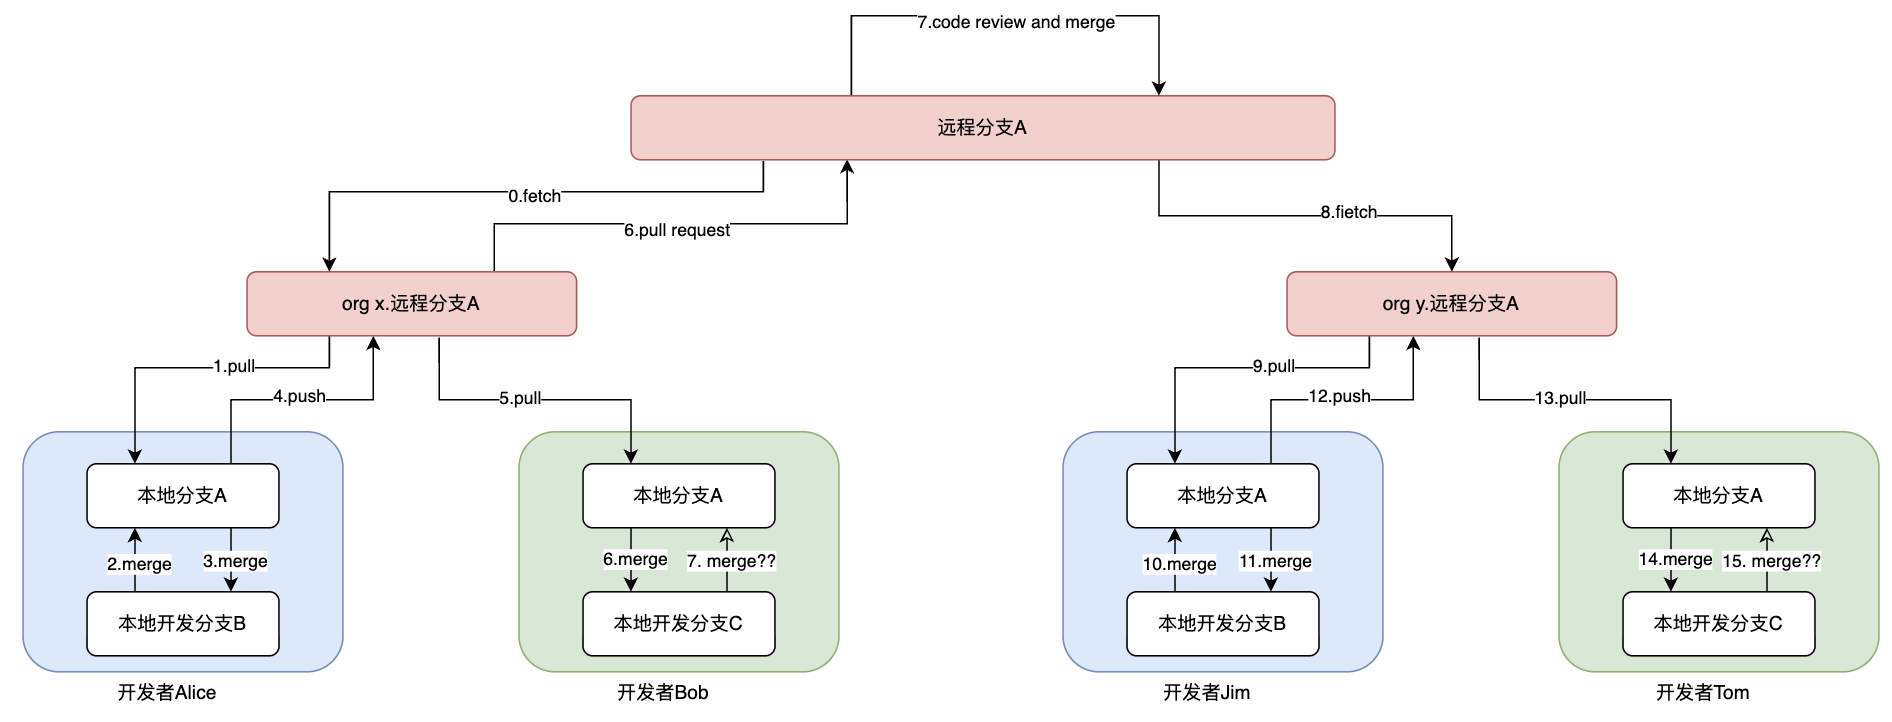 7.code review and merge
远程分支A
0.fetch
6.pull request
8.fietch
org x.远程分支A
org y.远程分支A
1.pull
4.push
5.pull
9.pull
12.push
13.pull
本地分支A
本地分支A
本地分支A
本地分支A
2.merge
3.merge
6.merge
7. merge??
10.merge
11.merge
14.merge
15. merge??
本地开发分支B
本地开发分支C
本地开发分支B
本地开发分支C
开发者Alice
开发者Bob
开发者Jim
开发者Tom